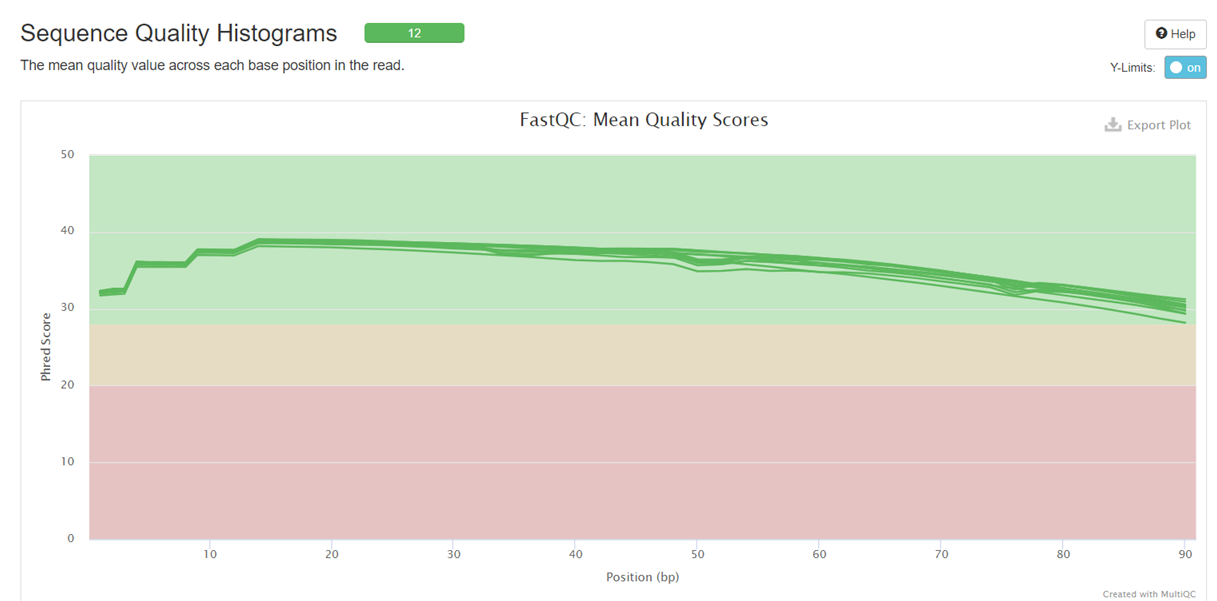 Sequence Quality Histograms
12
Help
The mean quality value across each base position in the read.
Y-Limits: on
FastQC: Mean Quality Scores
Export Plot
50
40
30
20
10
0
Phred Score
10 20 30 40 50 60 70 80 90
Position (bp)
Created with MultiQC